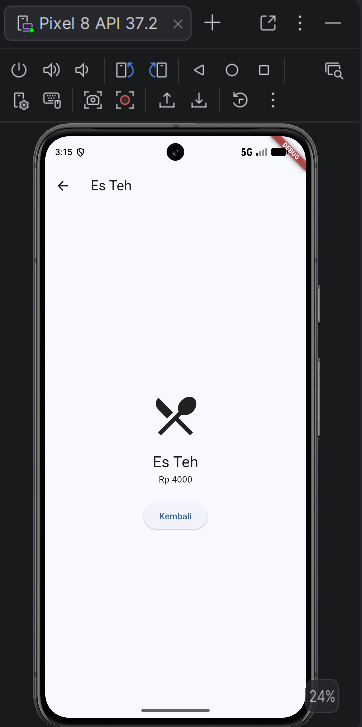 Pixel 8 API 37.2
3:15
5G
DEBUG
Es Teh
Es Teh
Rp 4000
Kembali
24%